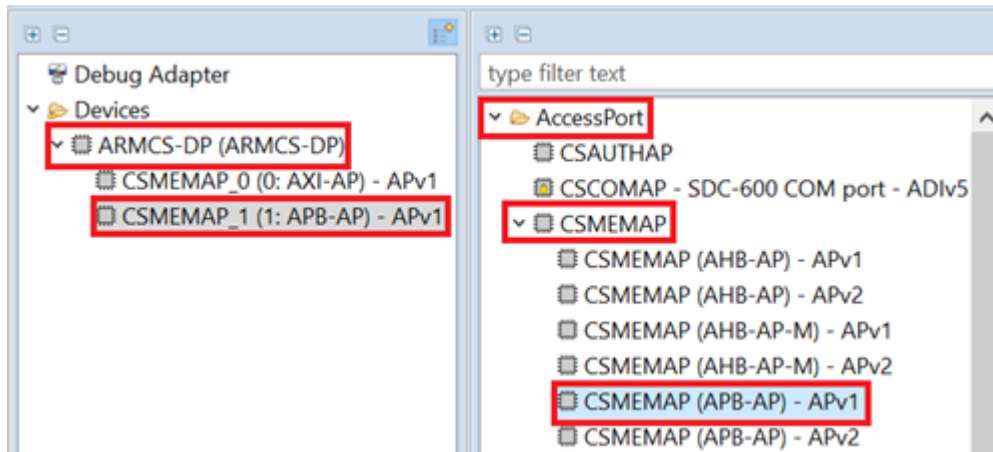 Debug Adapter
Devices
ARMCS-DP (ARMCS-DP)
CSMEMAP_0 (0: AXI-AP) - APv1
CSMEMAP_1 (1: APB-AP) - APv1
type filter text
AccessPort
CSAUTHAP
CSCOMAP - SDC-600 COM port - ADIv5
CSMEMAP
CSMEMAP (AHB-AP) - APv1
CSMEMAP (AHB-AP) - APv2
CSMEMAP (AHB-AP-M) - APv1
CSMEMAP (AHB-AP-M) - APv2
CSMEMAP (APB-AP) - APv1
CSMEMAP (APB-AP) - APv2